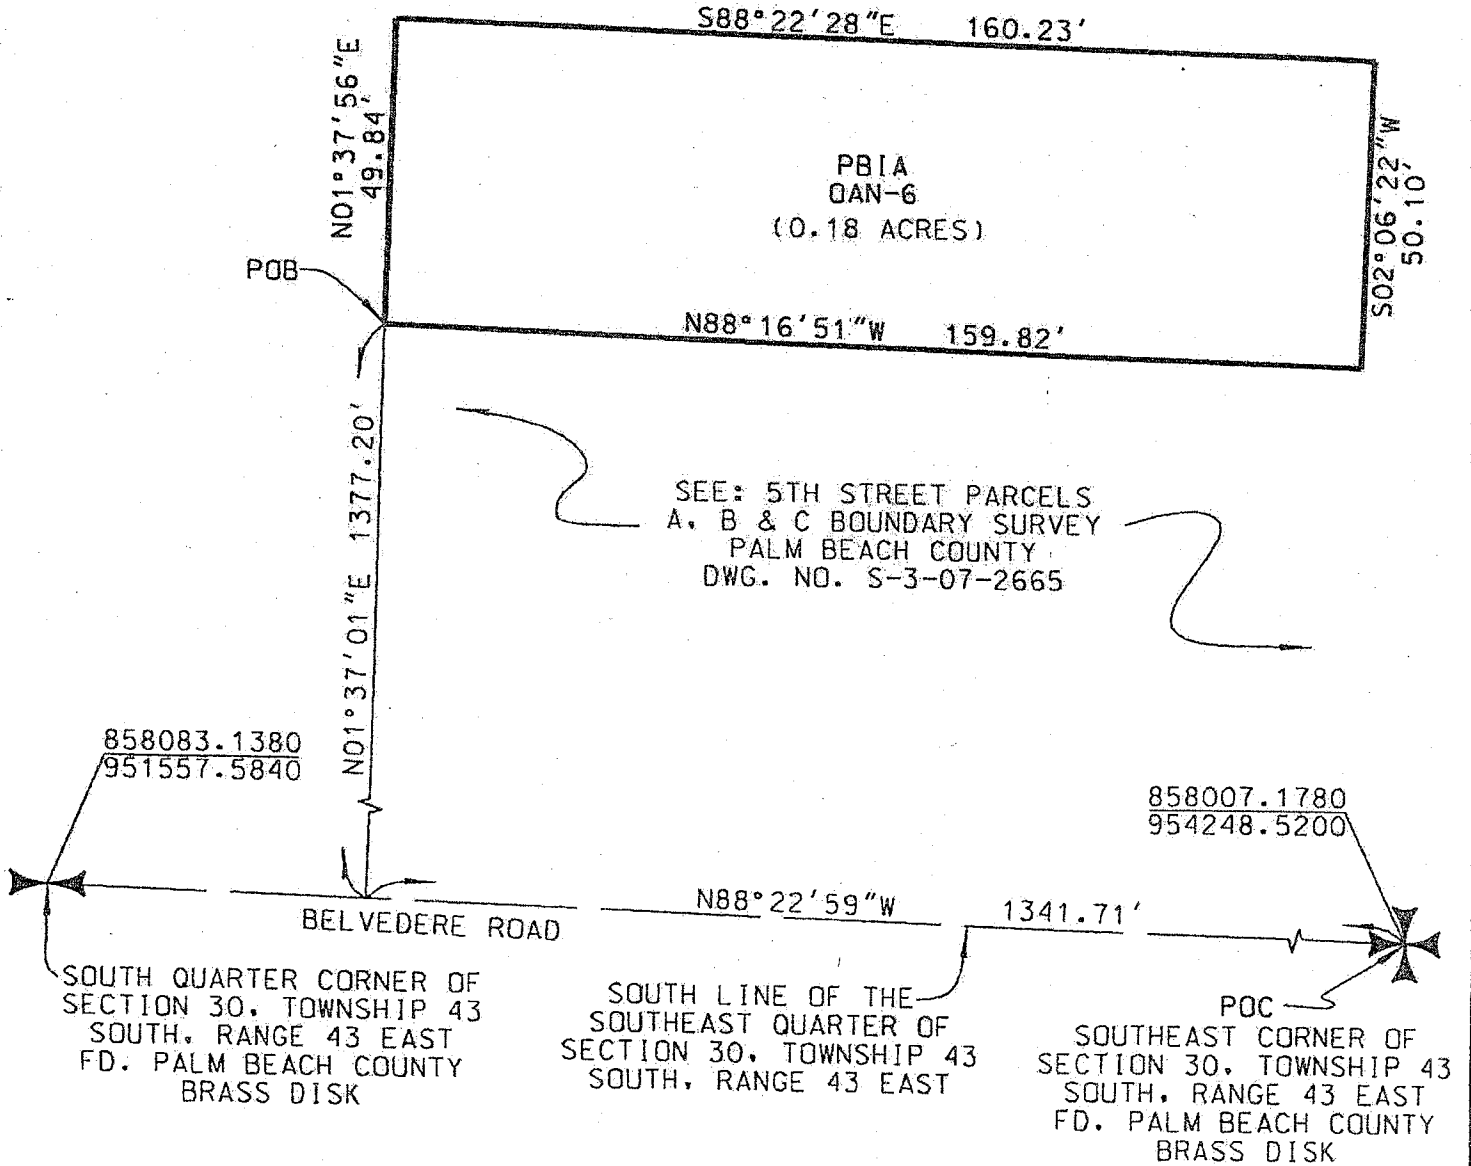 S88°22'28"E 160.23'
N01°37'56"E
49.84'
PBIA
OAN-6
(0.18 ACRES)
S02°06'22"W
50.10'
POB
N88°16'51"W 159.82'
N01°37'01"E 1377.20'
SEE: 5TH STREET PARCELS
A, B & C BOUNDARY SURVEY
PALM BEACH COUNTY
DWG. NO. S-3-07-2665
858083.1380
951557.5840
858007.1780
954248.5200
N88°22'59"W 1341.71'
BELVEDERE ROAD
SOUTH QUARTER CORNER OF
SECTION 30, TOWNSHIP 43
SOUTH, RANGE 43 EAST
FD. PALM BEACH COUNTY
BRASS DISK
SOUTH LINE OF THE
SOUTHEAST QUARTER OF
SECTION 30, TOWNSHIP 43
SOUTH, RANGE 43 EAST
POC
SOUTHEAST CORNER OF
SECTION 30, TOWNSHIP 43
SOUTH, RANGE 43 EAST
FD. PALM BEACH COUNTY
BRASS DISK